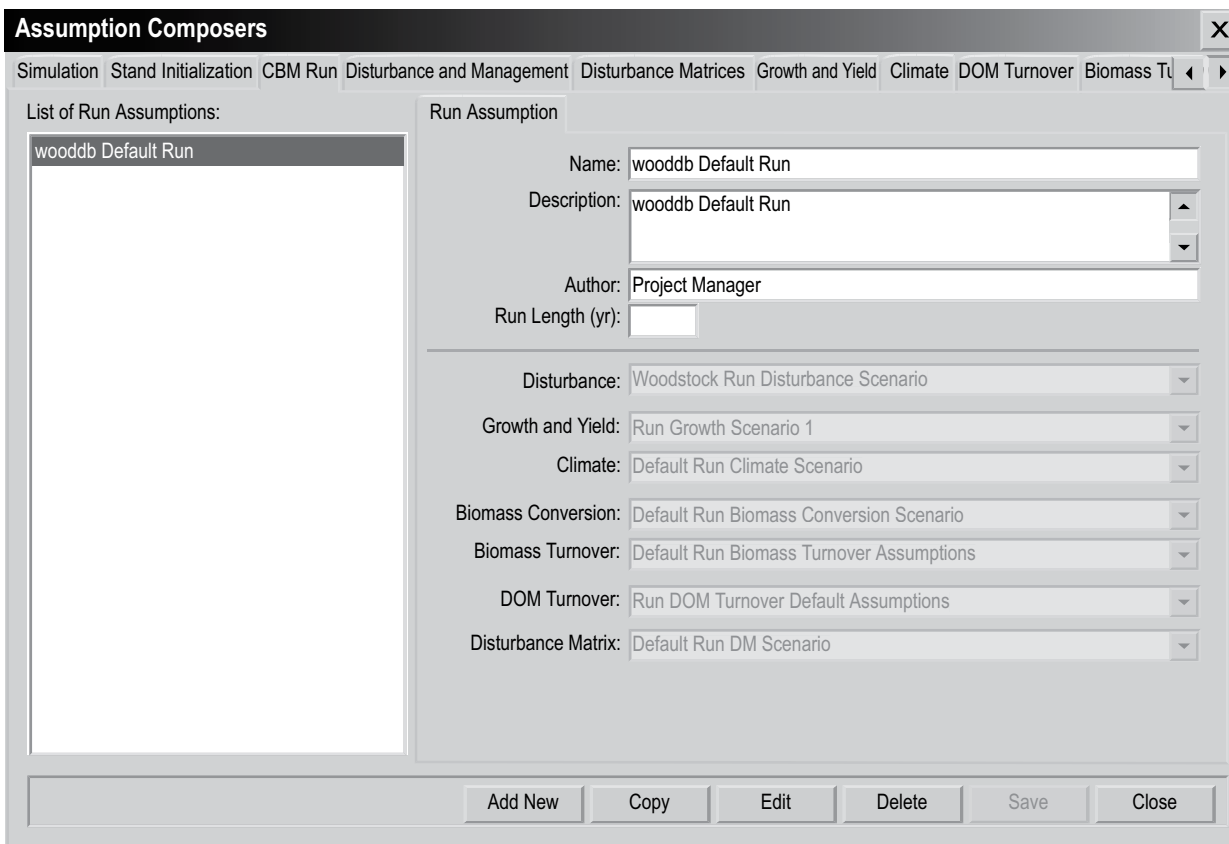 Assumption Composers
X
Simulation Stand Initialization CBM Run Disturbance and Management Disturbance Matrices Growth and Yield Climate DOM Turnover Biomass Tu
List of Run Assumptions:
wooddb Default Run
Run Assumption
Name: wooddb Default Run
Description: wooddb Default Run
Author: Project Manager
Run Length (yr):
Disturbance: Woodstock Run Disturbance Scenario
Growth and Yield: Run Growth Scenario 1
Climate: Default Run Climate Scenario
Biomass Conversion: Default Run Biomass Conversion Scenario
Biomass Turnover: Default Run Biomass Turnover Assumptions
DOM Turnover: Run DOM Turnover Default Assumptions
Disturbance Matrix: Default Run DM Scenario
Add New Copy Edit Delete Save Close